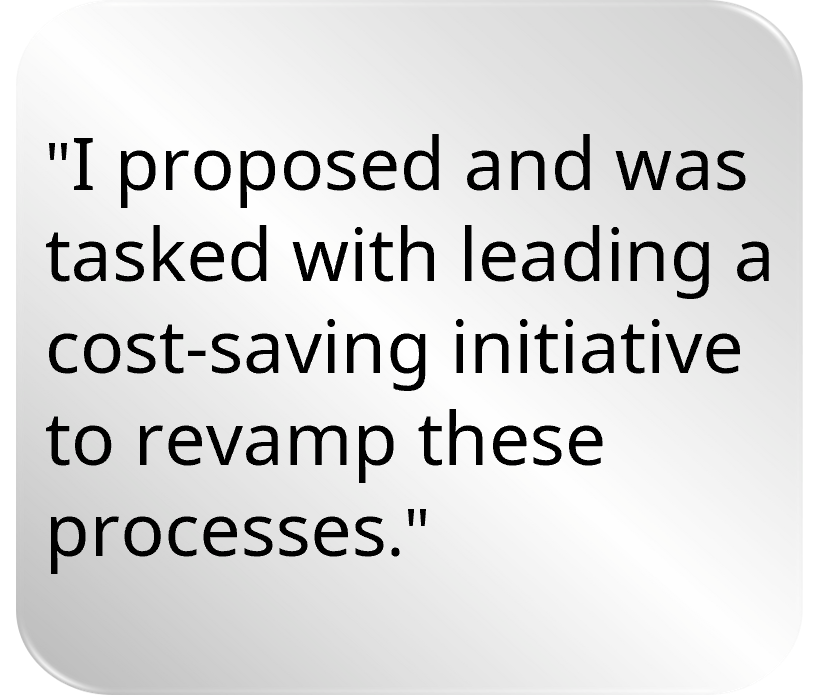 "I proposed and was
tasked with leading a
cost-saving initiative
to revamp these
processes."